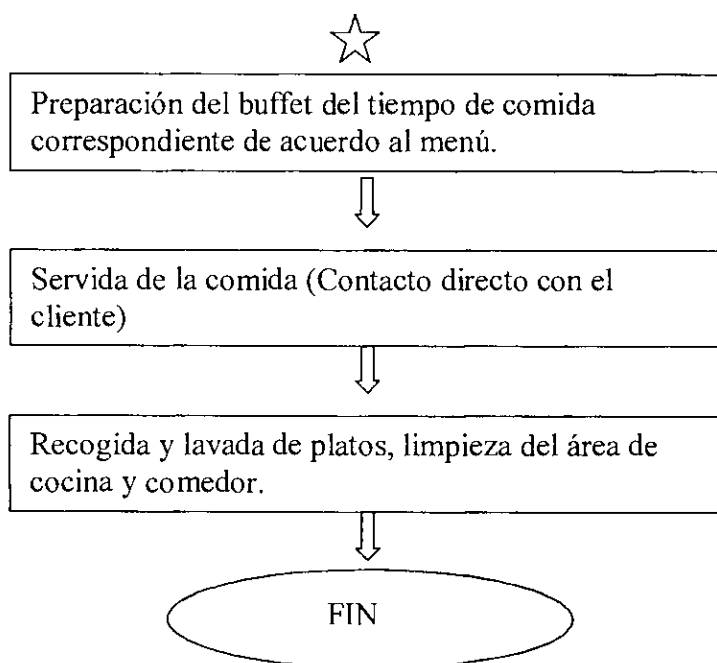 Preparación del buffet del tiempo de comida
correspondiente de acuerdo al menú.
Servida de la comida (Contacto directo con el
cliente)
Recogida y lavada de platos, limpieza del área de
cocina y comedor.
FIN